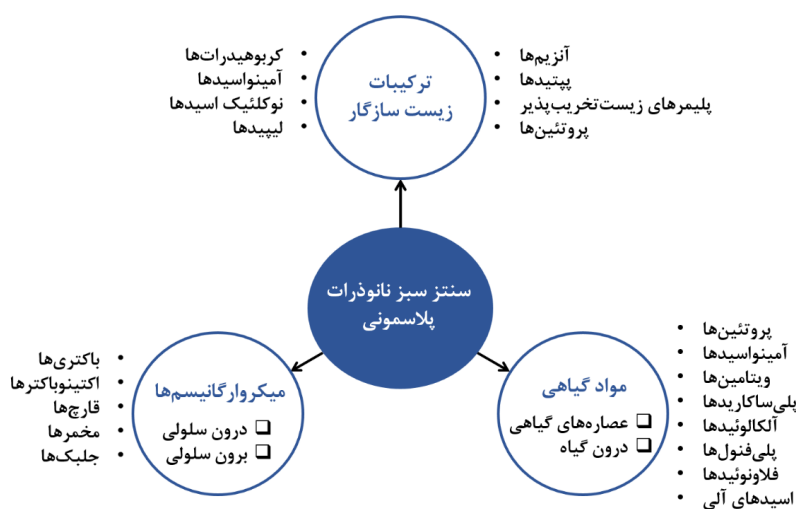 ترکیبات
زیست سازگار
آنزیم‌ها
پپتیدها
پلیمرهای زیست‌تخریب‌پذیر
پروتئین‌ها
کربوهیدرات‌ها
آمینواسیدها
نوکلئیک اسیدها
لیپیدها
سنتز سبز نانوذرات
پلاسمونی
پروتئین‌ها
آمینواسیدها
ویتامین‌ها
پلی‌ساکاریدها
آلکالوئیدها
پلی‌فنول‌ها
فلاونوئیدها
اسیدهای آلی
مواد گیاهی
عصاره‌های گیاهی
درون گیاه
میکروارگانیسم‌ها
درون سلولی
برون سلولی
باکتری‌ها
اکتینوباکترها
قارچ‌ها
مخمرها
جلبک‌ها